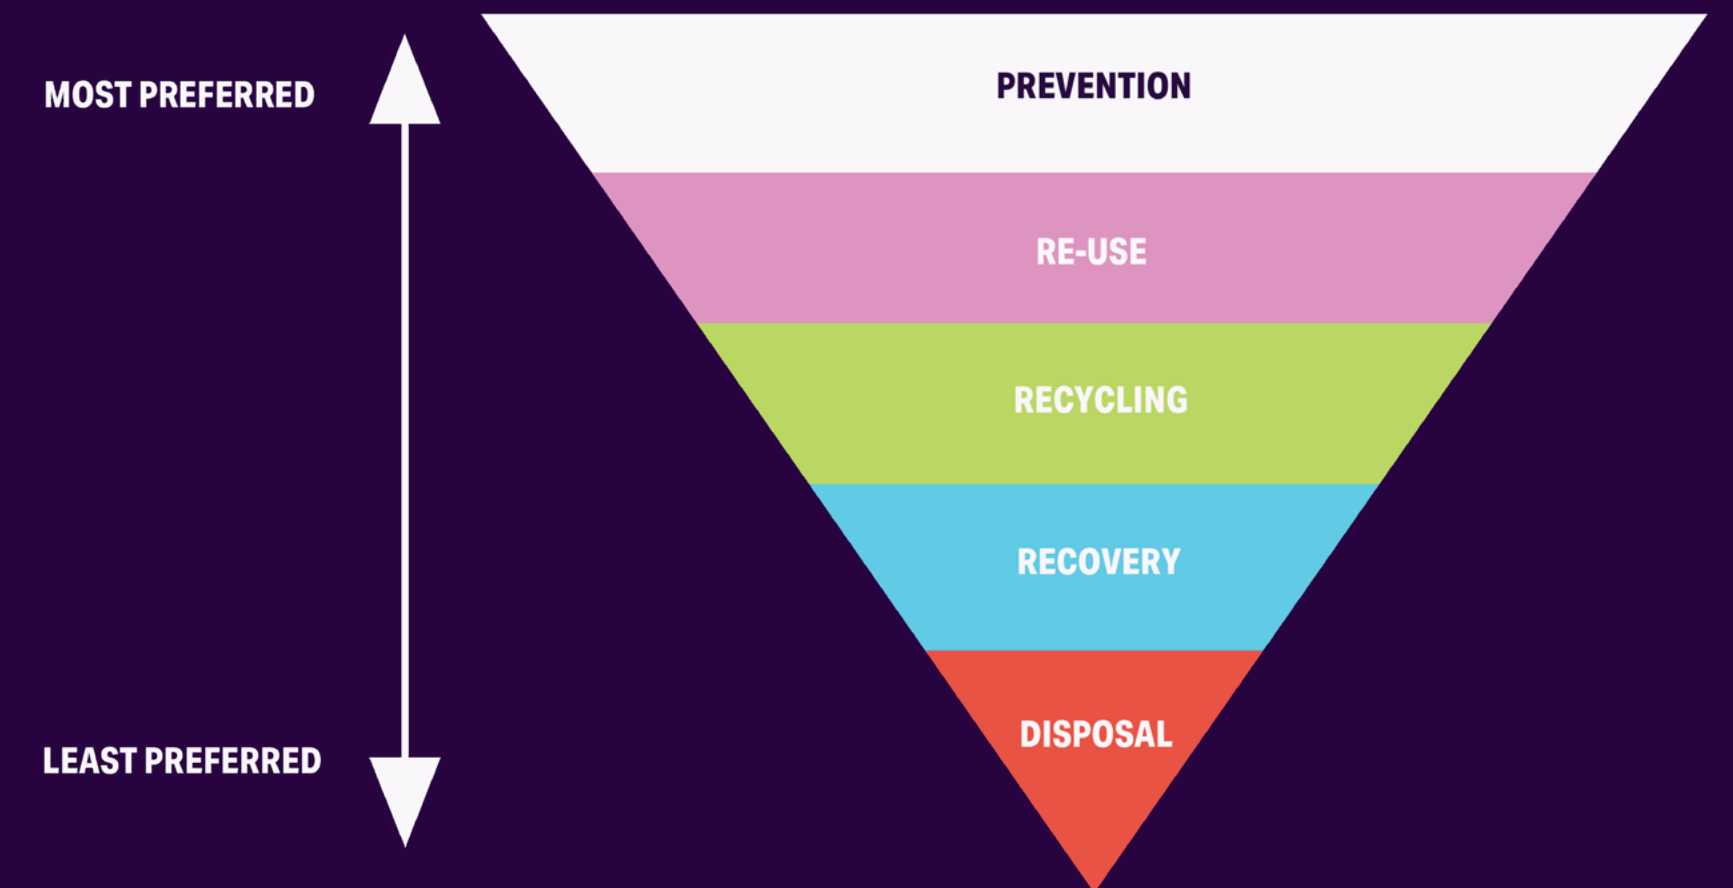 MOST PREFERRED
PREVENTION
RE-USE
RECYCLING
RECOVERY
DISPOSAL
LEAST PREFERRED